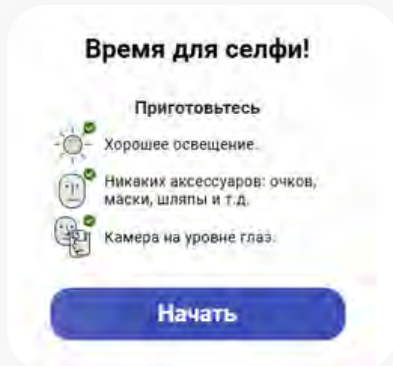 Время для селфи!
Приготовьтесь
Хорошее освещение.
Никаких аксессуаров: очков,
маски, шляпы и т.д.
Камера на уровне глаз.
Начать